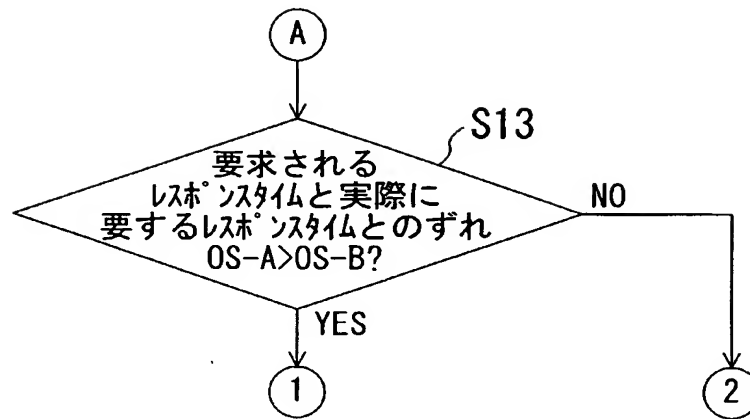 A
S13
要求される
ﾚｽﾎﾟﾝｽﾀｲﾑと実際に
要するﾚｽﾎﾟﾝｽﾀｲﾑとのずれ
OS-A>OS-B?
NO
YES
1
2